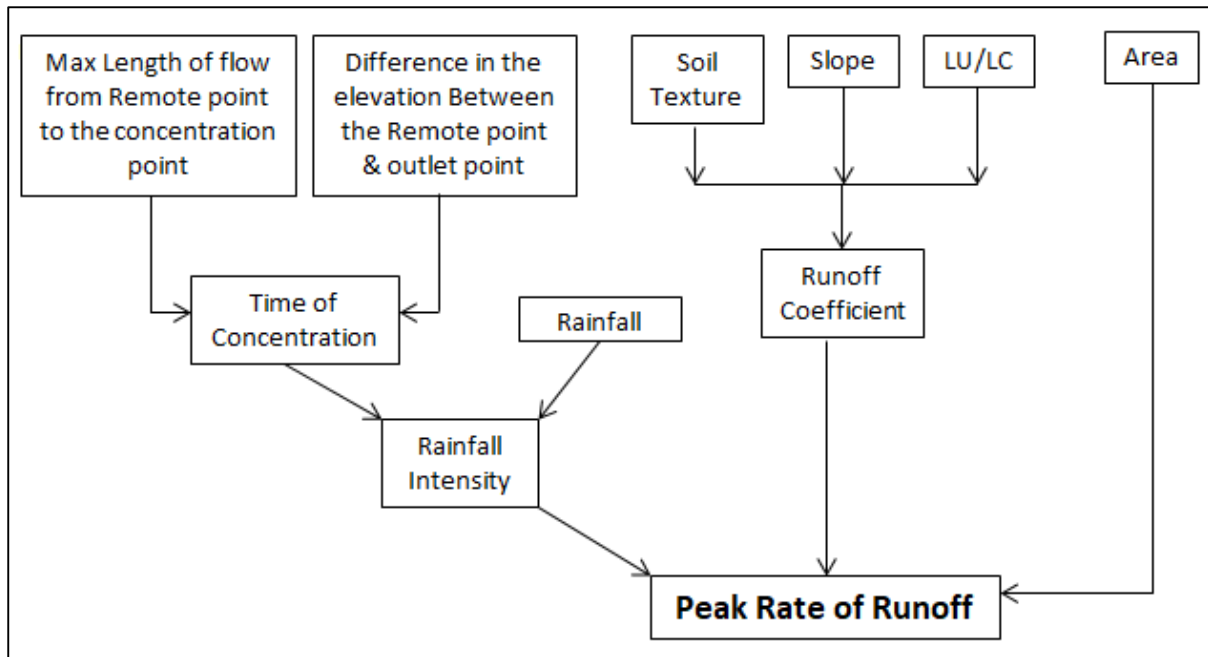 Max Length of flow
from Remote point
to the concentration
point
Difference in the
elevation Between
the Remote point
& outlet point
Soil
Texture
Slope
LU/LC
Area
Time of
Concentration
Rainfall
Runoff
Coefficient
Rainfall
Intensity
Peak Rate of Runoff